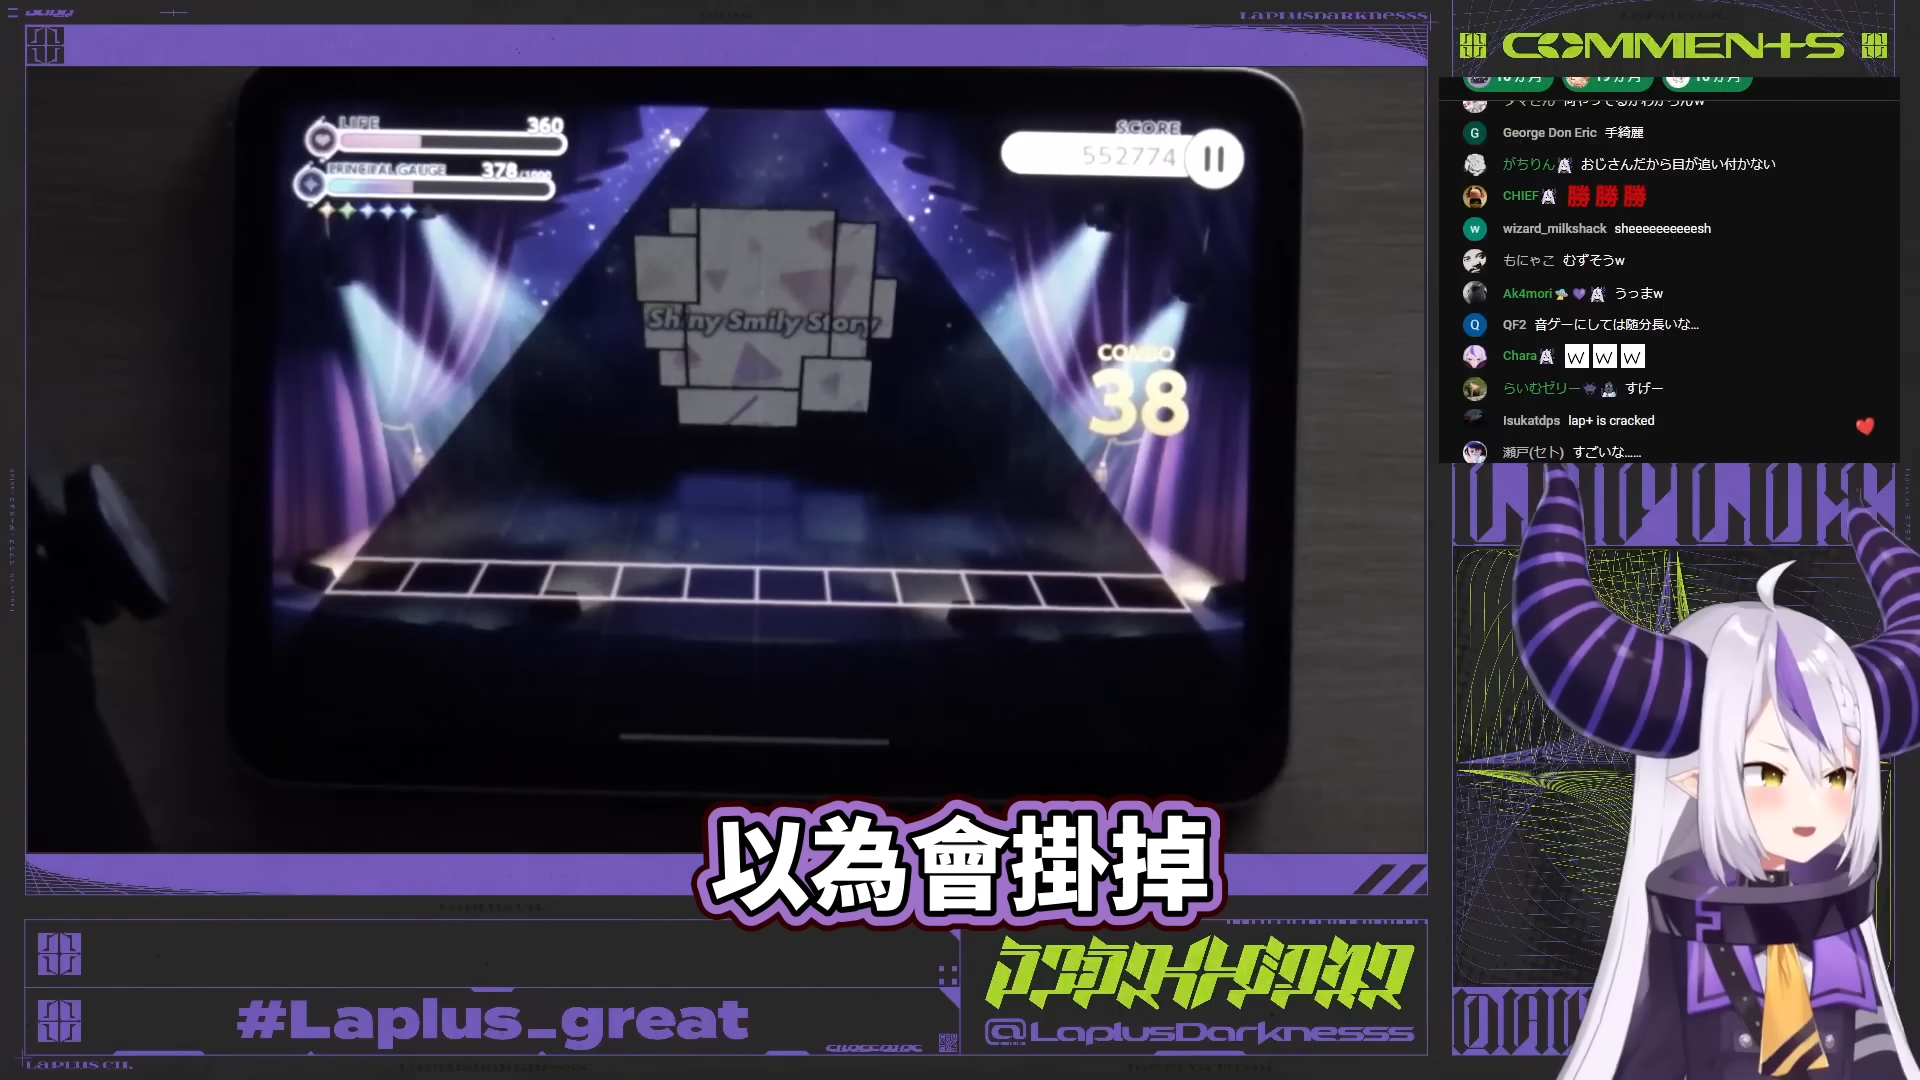 LAPLUSDARKNESSS
COMMENTS
LIFE
360
PRINCIPAL GAUGE
378/1000
SCORE
552774
Shiny Smily Story
COMBO
38
George Don Eric 手綺麗
がちりん おじさんだから目が追い付かない
CHIEF 勝 勝 勝
w wizard_milkshack sheeeeeeeeeesh
もにゃこ むずそうw
Ak4mori うっまw
Q QF2 音ゲーにしては随分長いな...
Chara W W W
らいむゼリー すげー
Isukatdps lap+ is cracked
瀬戸(セト) すごいな......
以為會掛掉
#Laplus_great
@LaplusDarknesss
LAPLUS CH.